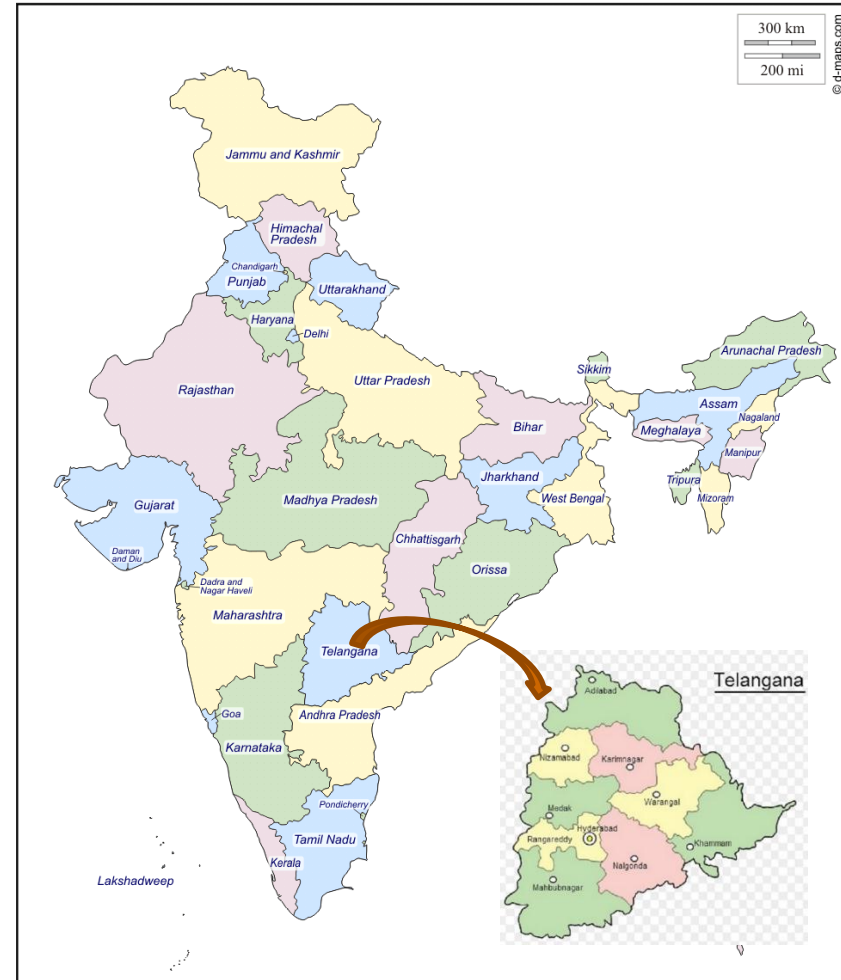 300 km
200 mi
© d-maps.com
Jammu and Kashmir
Himachal
Pradesh
Chandigarh
Punjab
Uttarakhand
Haryana
Delhi
Rajasthan
Uttar Pradesh
Sikkim
Arunachal Pradesh
Assam
Nagaland
Meghalaya
Manipur
Bihar
Jharkhand
West Bengal
Tripura
Mizoram
Gujarat
Madhya Pradesh
Chhattisgarh
Daman
and Diu
Dadra and
Nagar Haveli
Orissa
Maharashtra
Telangana
Goa
Andhra Pradesh
Karnataka
Pondicherry
Tamil Nadu
Kerala
Lakshadweep
Telangana
Adilabad
Nizamabad
Karimnagar
Medak
Warangal
Hyderabad
Rangareddy
Khammam
Nalgonda
Mahbubnagar